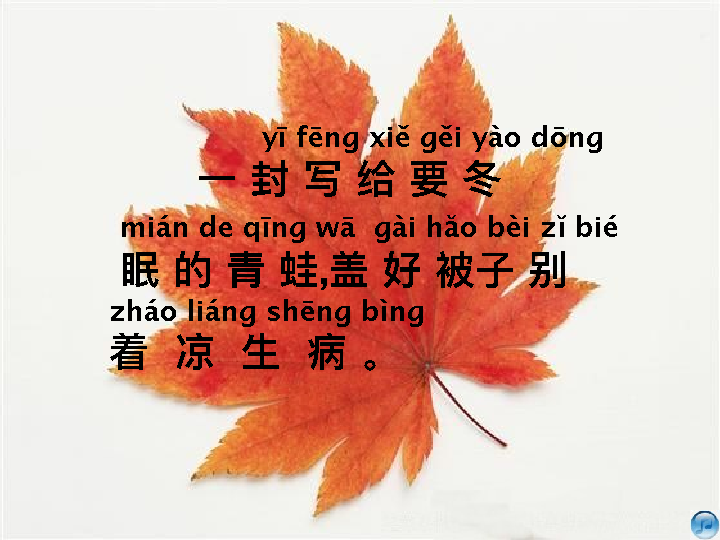 yī fēng xiě gěi yào dōng
一 封 写 给 要 冬
mián de qīng wā gài hǎo bèi zǐ bié
眠 的 青 蛙,盖 好 被子 别
zháo liáng shēng bìng
着 凉 生 病 。